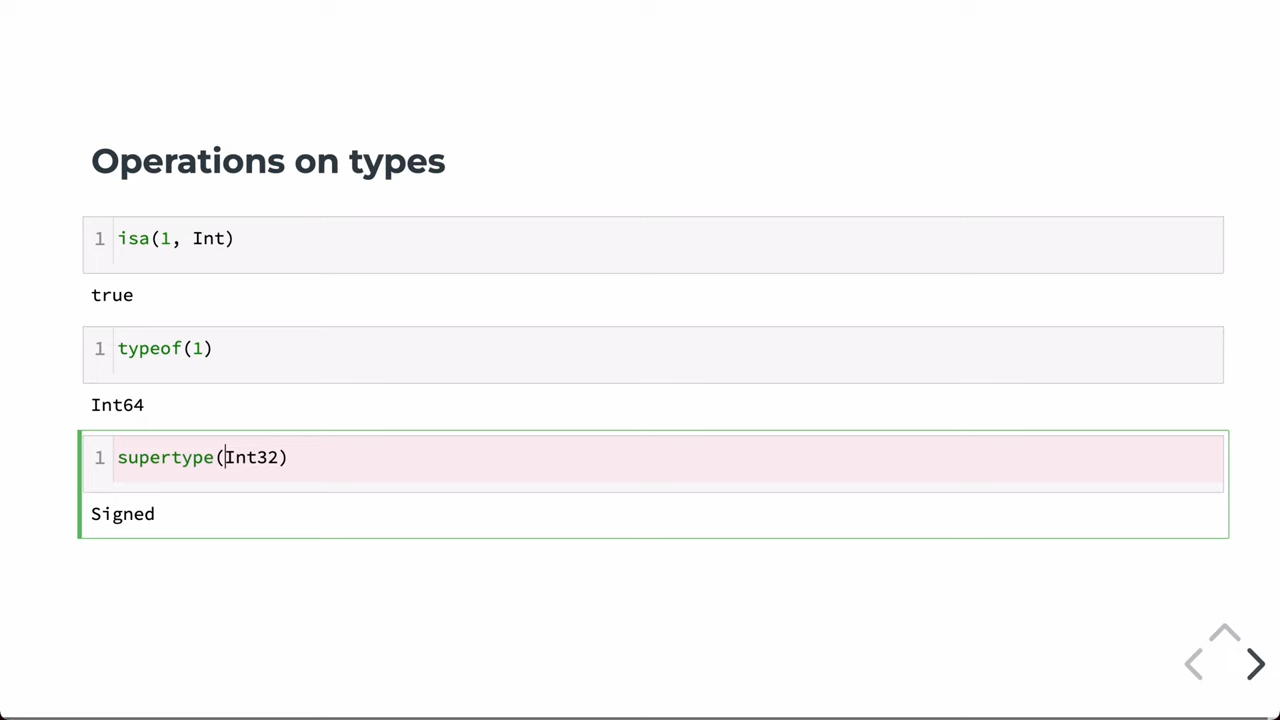 Operations on types
1 isa(1, Int)
true
1 typeof(1)
Int64
1 supertype(Int32)
Signed